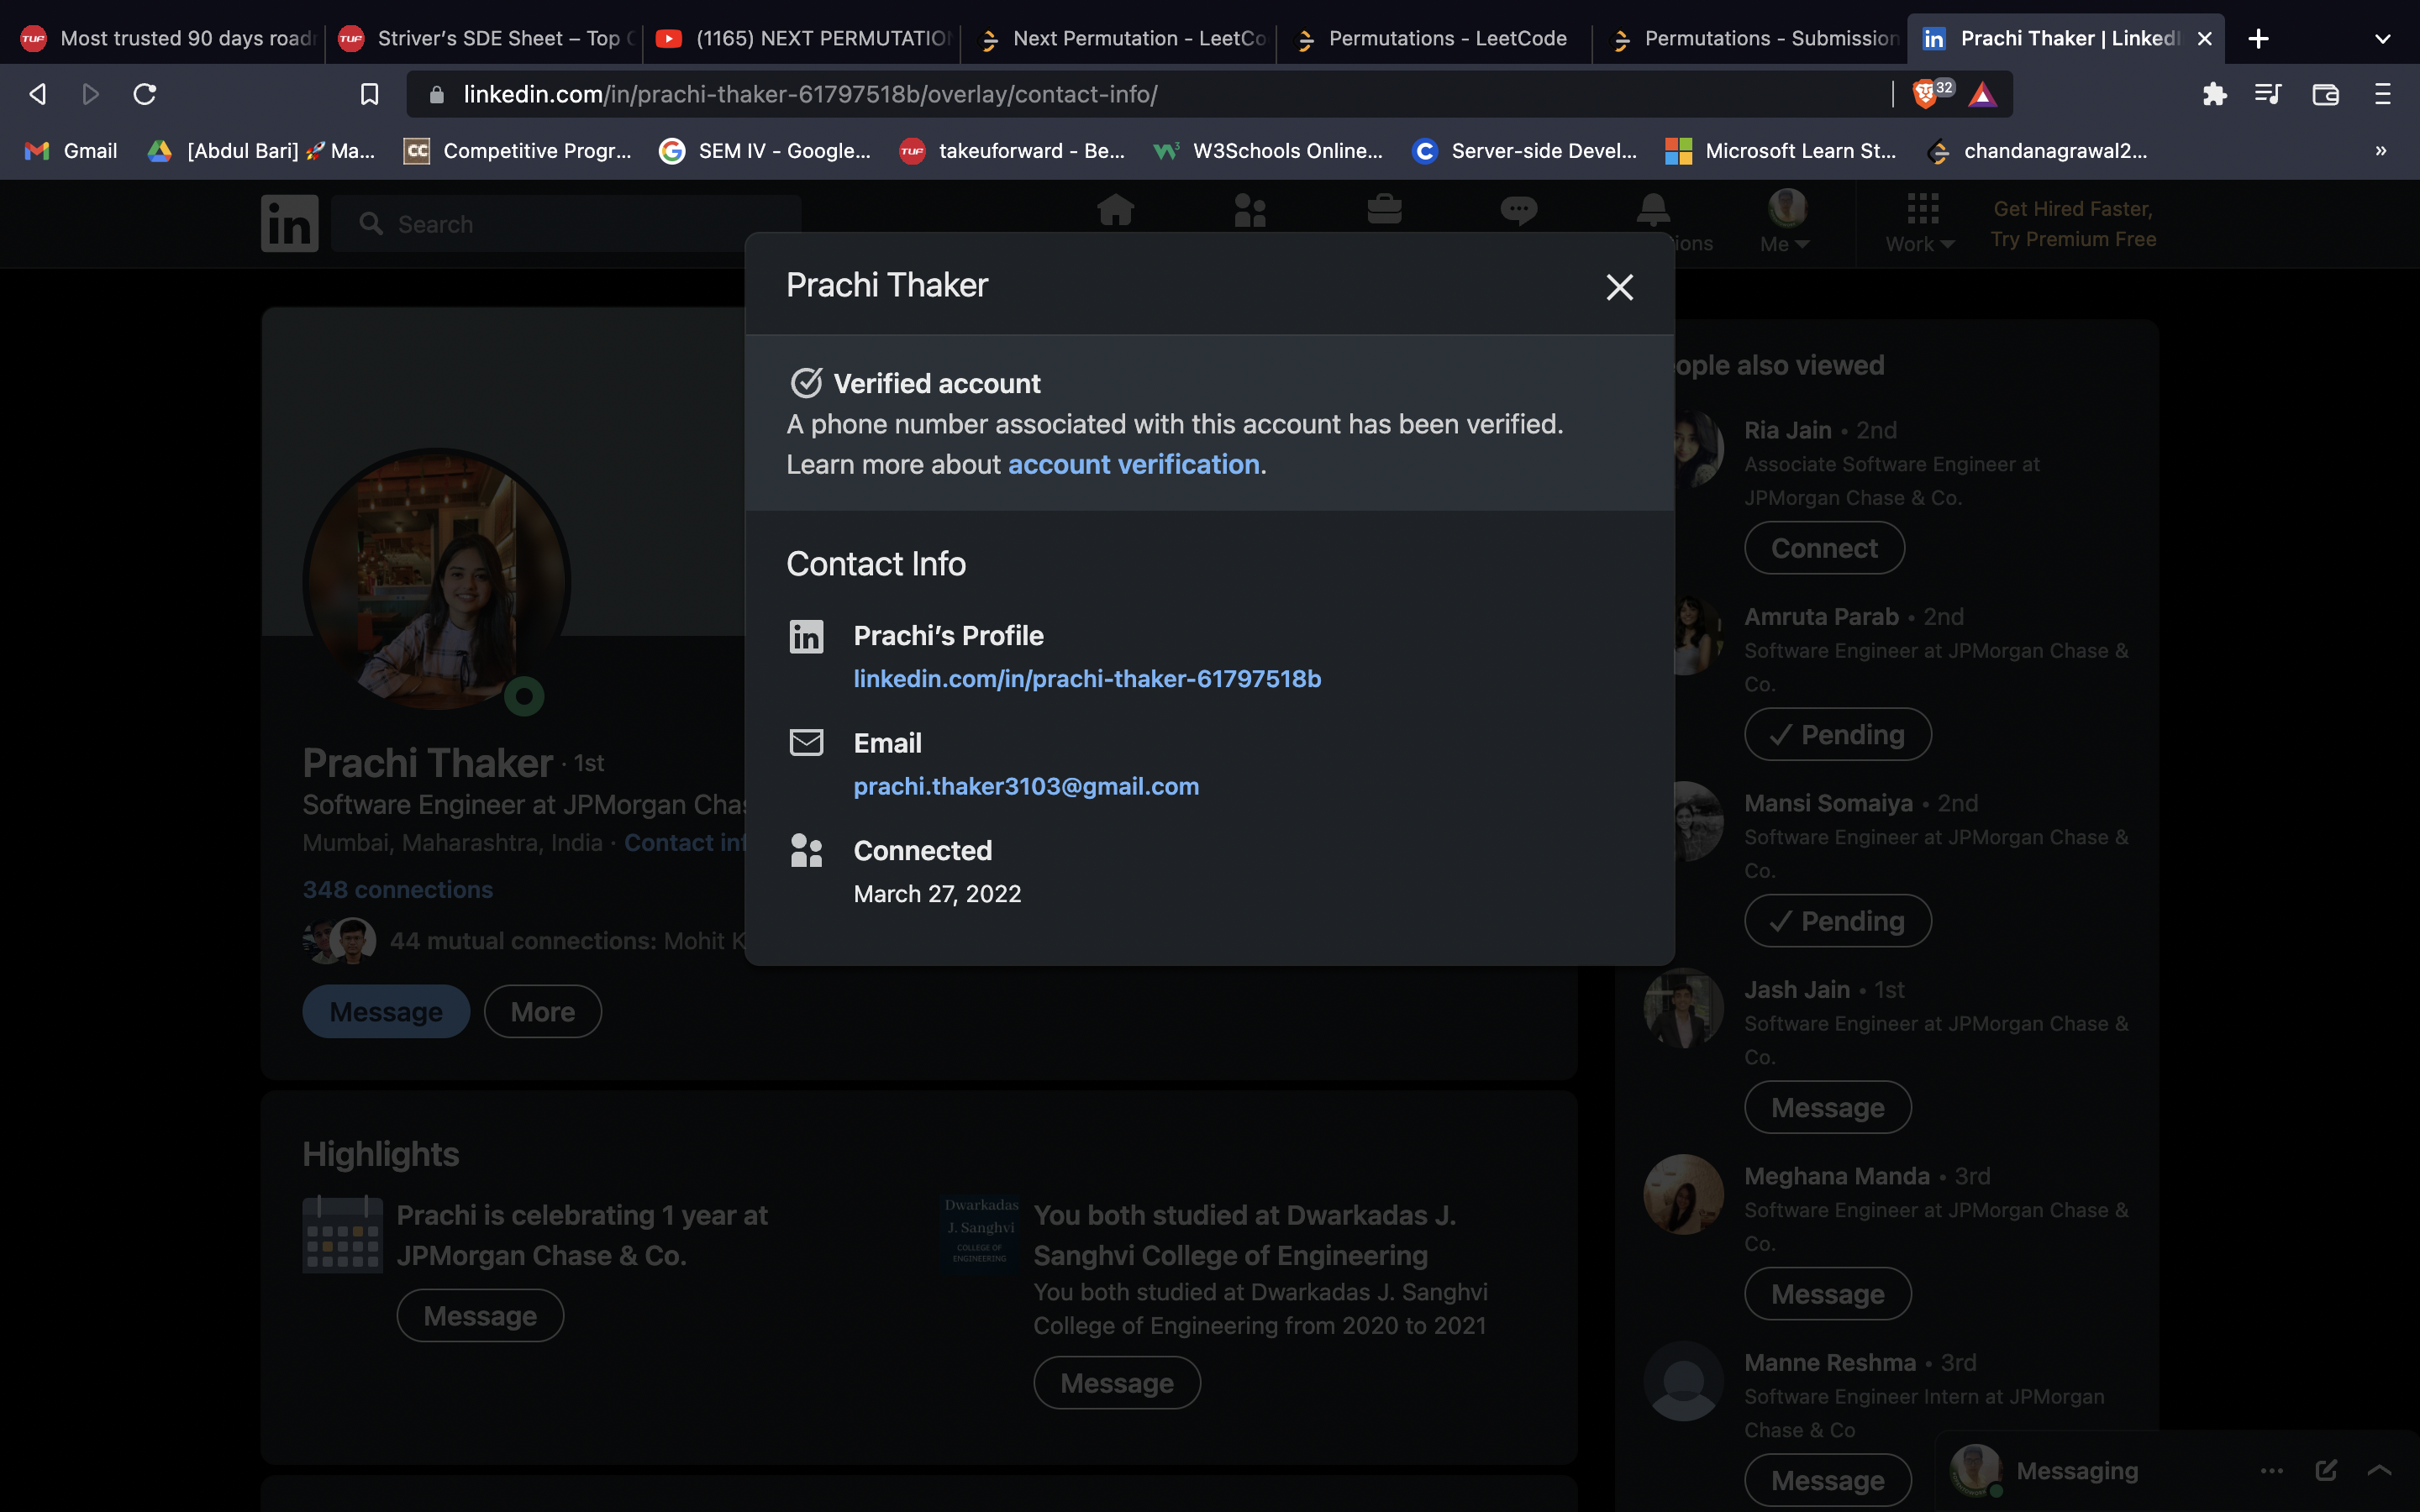 Most trusted 90 days road
Striver's SDE Sheet – Top
(1165) NEXT PERMUTATIO
Next Permutation - LeetCo
Permutations - LeetCode
Permutations - Submission
Prachi Thaker | LinkedI
linkedin.com/in/prachi-thaker-61797518b/overlay/contact-info/
32
Gmail
[Abdul Bari] 🚀 Ma...
CC
Competitive Progr...
SEM IV - Google...
takeuforward - Be...
W3Schools Online...
Server-side Devel...
Microsoft Learn St...
chandanagrawal2...
»
in
Search
ions
Me
Work
Get Hired Faster,
Try Premium Free
Prachi Thaker
Verified account
A phone number associated with this account has been verified.
Learn more about account verification.
Contact Info
Prachi's Profile
linkedin.com/in/prachi-thaker-61797518b
Email
prachi.thaker3103@gmail.com
Connected
March 27, 2022
Prachi Thaker · 1st
Software Engineer at JPMorgan Chas
Mumbai, Maharashtra, India · Contact inf
348 connections
44 mutual connections: Mohit K
Message
More
Highlights
Prachi is celebrating 1 year at
JPMorgan Chase & Co.
Message
Dwarkadas
J. Sanghvi
COLLEGE OF
ENGINEERING
You both studied at Dwarkadas J.
Sanghvi College of Engineering
You both studied at Dwarkadas J. Sanghvi
College of Engineering from 2020 to 2021
Message
ople also viewed
Ria Jain • 2nd
Associate Software Engineer at
JPMorgan Chase & Co.
Connect
Amruta Parab • 2nd
Software Engineer at JPMorgan Chase &
Co.
Pending
Mansi Somaiya • 2nd
Software Engineer at JPMorgan Chase &
Co.
Pending
Jash Jain • 1st
Software Engineer at JPMorgan Chase &
Co.
Message
Meghana Manda • 3rd
Software Engineer at JPMorgan Chase &
Co.
Message
Manne Reshma • 3rd
Software Engineer Intern at JPMorgan
Chase & Co
Message
Messaging